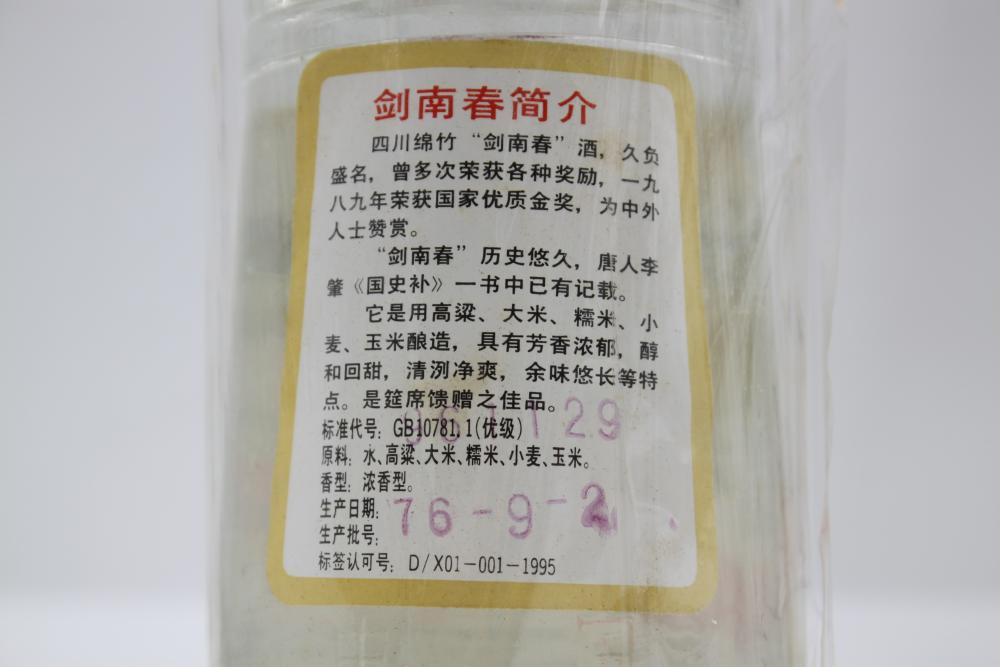 剑南春简介
四川绵竹“剑南春”酒，久负
盛名，曾多次荣获各种奖励，一九
八九年荣获国家优质金奖，为中外
人士赞赏。
“剑南春”历史悠久，唐人李
肇《国史补》一书中已有记载。
它是用高粱、大米、糯米、小
麦、玉米酿造，具有芳香浓郁，醇
和回甜，清洌净爽，余味悠长等特
点。是筵席馈赠之佳品。
961129
标准代号：GB10781.1(优级)
原料：水、高粱、大米、糯米、小麦、玉米。
香型：浓香型。
生产日期：
76-9-
生产批号：
标签认可号：D/X01-001-1995